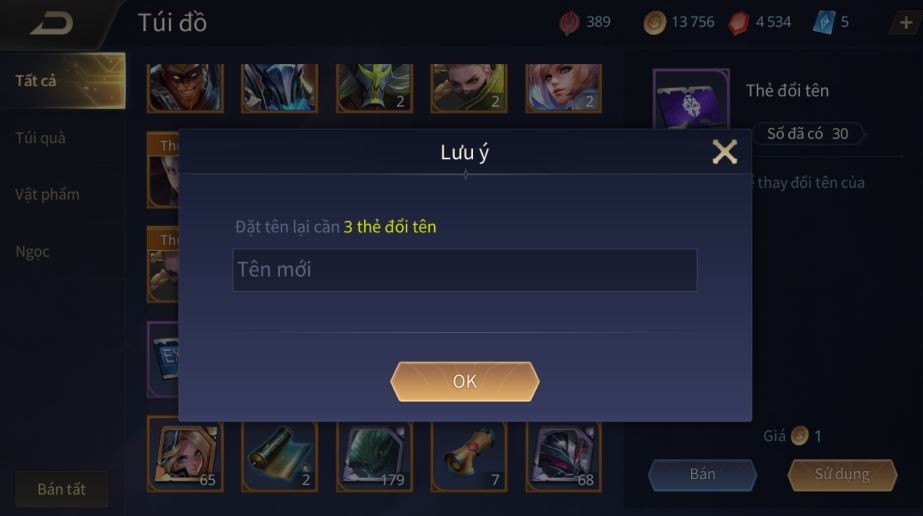 Túi đồ
389
13 756
4 534
5
Tất cả
Túi quà
Vật phẩm
Ngọc
Bán tất
2
2
2
Lưu ý
Đặt tên lại cần 3 thẻ đổi tên
Tên mới
OK
65
2
179
7
68
Thẻ đổi tên
Số đã có 30
thay đổi tên của
Giá 1
Bán
Sử dụng